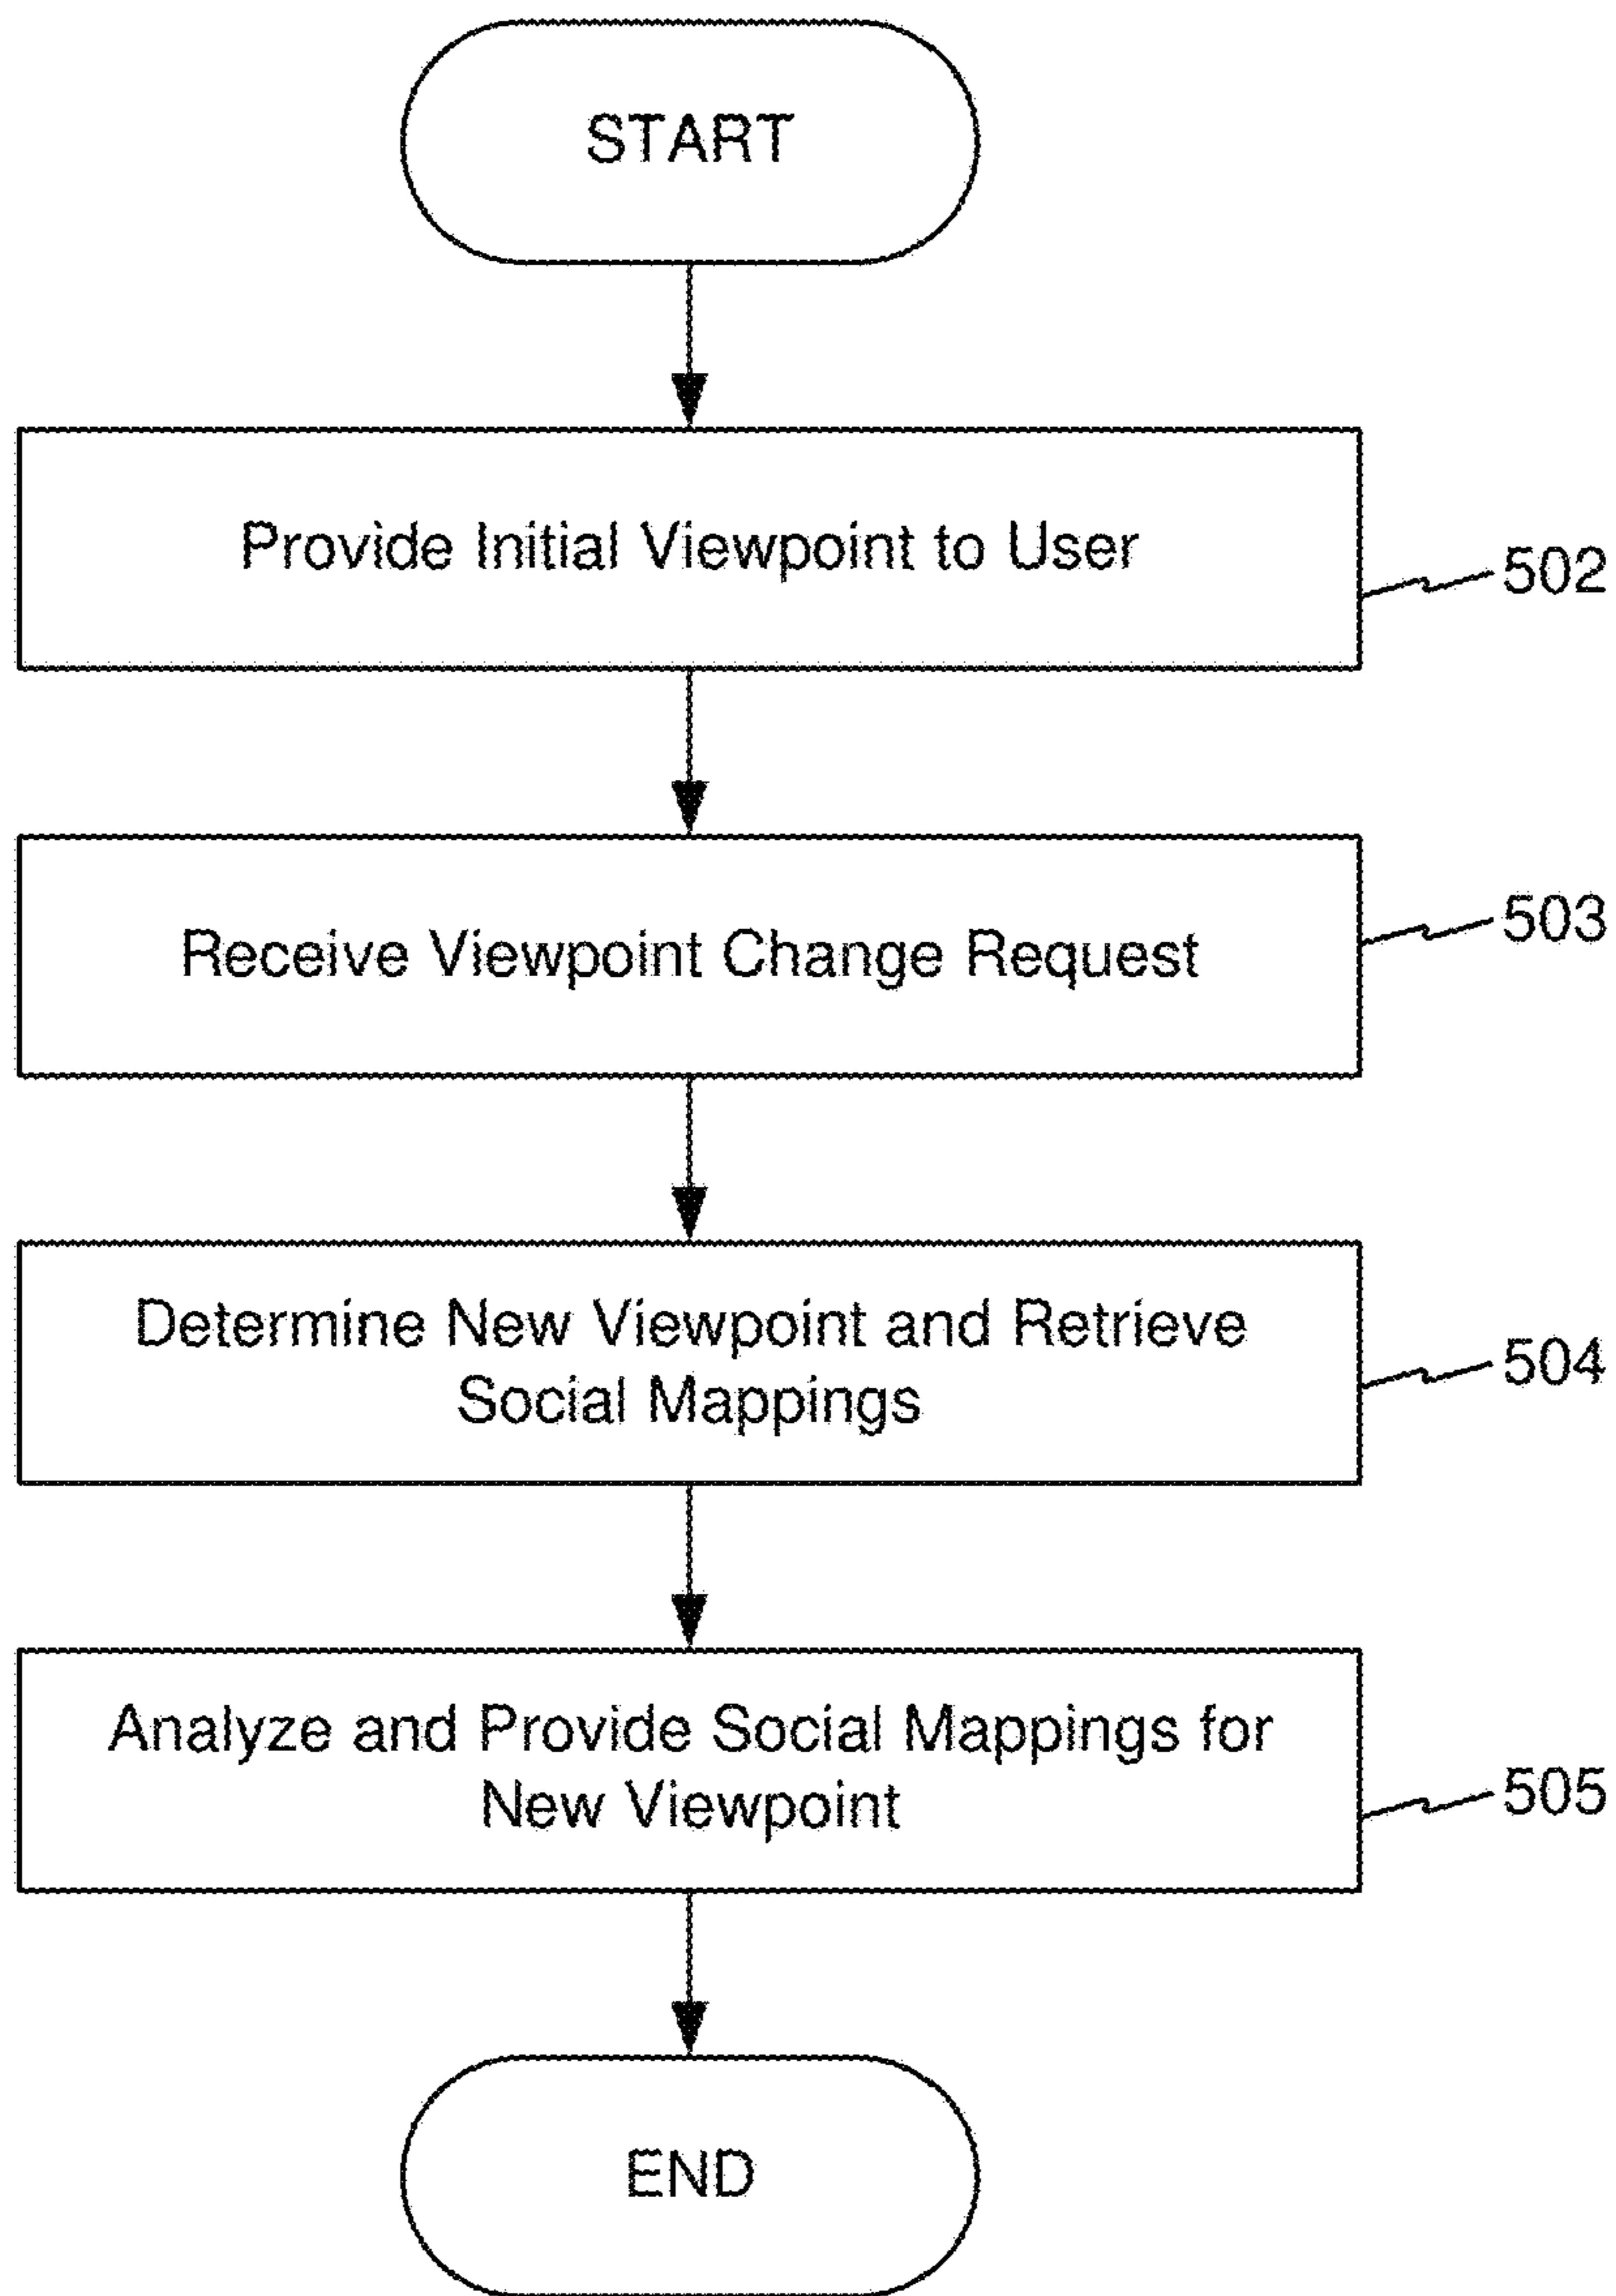 START
Provide Initial Viewpoint to User
502
Receive Viewpoint Change Request
503
Determine New Viewpoint and Retrieve
Social Mappings
504
Analyze and Provide Social Mappings for
New Viewpoint
505
END